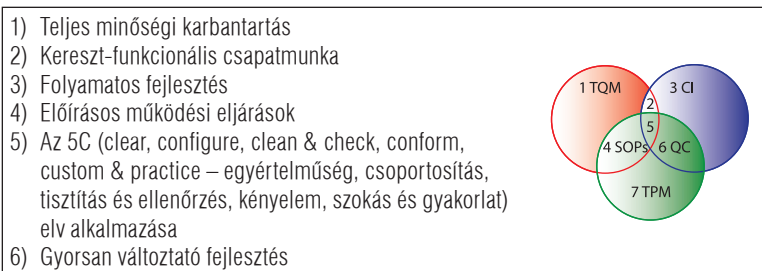 1) Teljes minőségi karbantartás
2) Kereszt-funkcionális csapatmunka
3) Folyamatos fejlesztés
4) Előírásos működési eljárások
5) Az 5C (clear, configure, clean & check, conform,
custom & practice – egyértelműség, csoportosítás,
tisztítás és ellenőrzés, kényelem, szokás és gyakorlat)
elv alkalmazása
6) Gyorsan változtató fejlesztés
1 TQM
3 CI
2
5
4 SOPs
6 QC
7 TPM